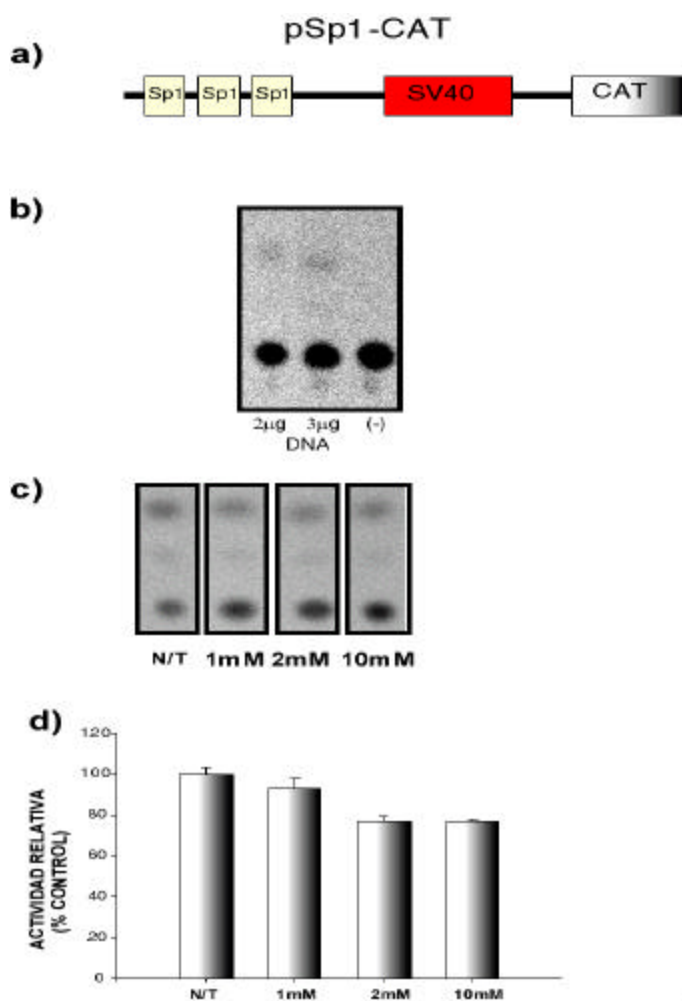 pSp1-CAT
a)
Sp1 Sp1 Sp1 SV40 CAT
b)
2µg 3µg (-)
DNA
c)
N/T 1mM 2mM 10mM
d)
ACTIVIDAD RELATIVA
(% CONTROL)
120
100
80
60
40
20
0
N/T 1mM 2mM 10mM